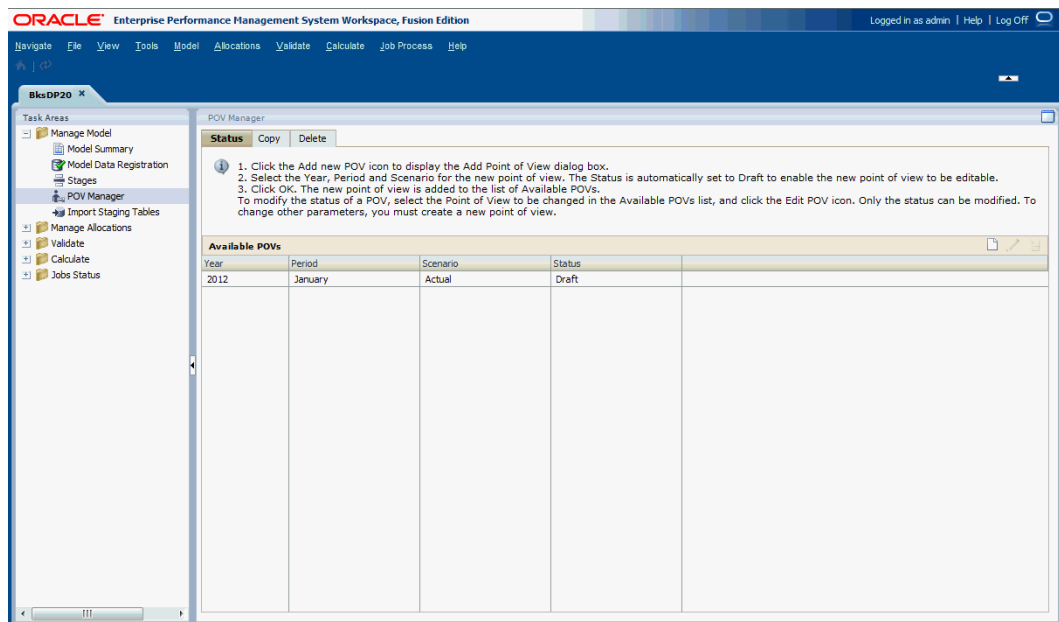 ORACLE Enterprise Performance Management System Workspace, Fusion Edition
Logged in as admin | Help | Log Off
Navigate File View Tools Model Allocations Validate Calculate Job Process Help
BksDP20 ×
Task Areas
Manage Model
Model Summary
Model Data Registration
Stages
POV Manager
Import Staging Tables
Manage Allocations
Validate
Calculate
Jobs Status
POV Manager
Status Copy Delete
1. Click the Add new POV icon to display the Add Point of View dialog box.
2. Select the Year, Period and Scenario for the new point of view. The Status is automatically set to Draft to enable the new point of view to be editable.
3. Click OK. The new point of view is added to the list of Available POVs.
To modify the status of a POV, select the Point of View to be changed in the Available POVs list, and click the Edit POV icon. Only the status can be modified. To
change other parameters, you must create a new point of view.
Available POVs
Year Period Scenario Status
2012 January Actual Draft